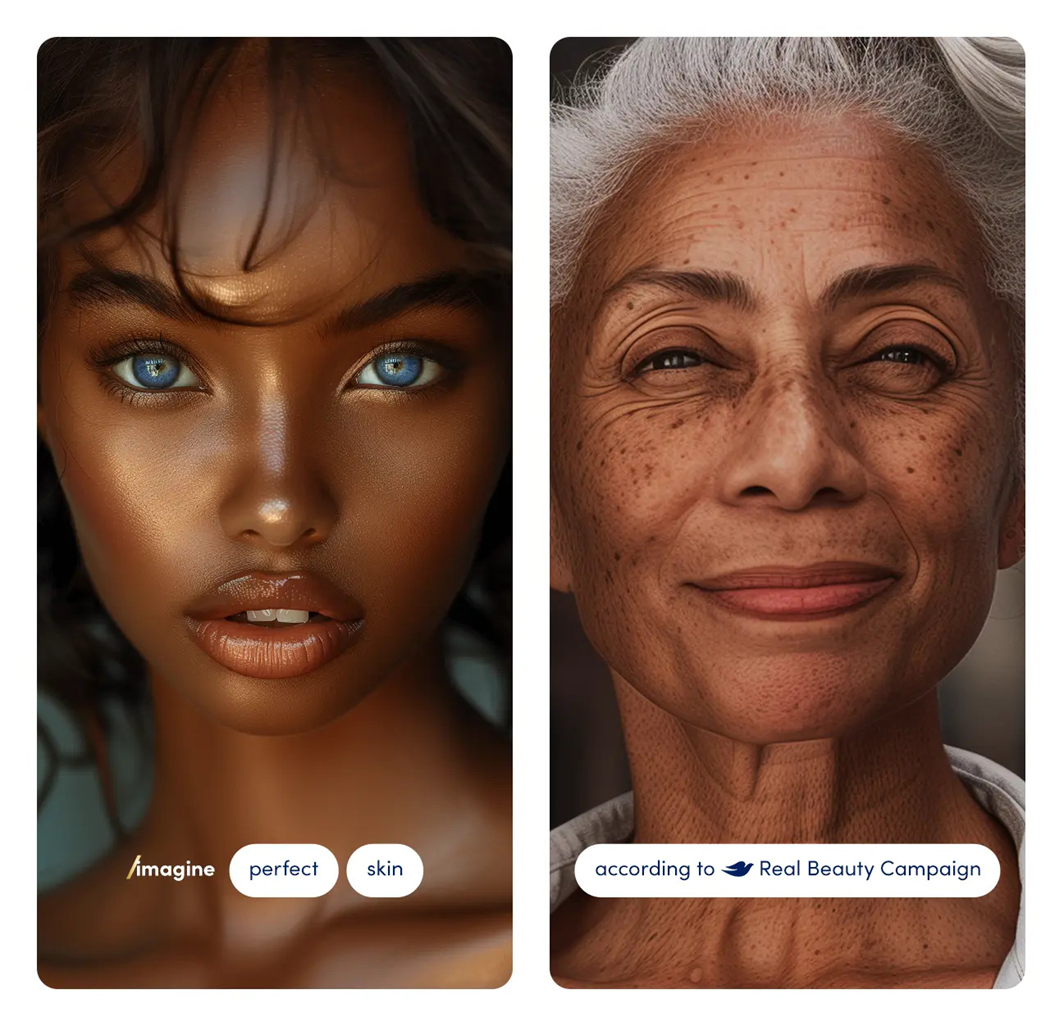 /imagine perfect skin
according to Real Beauty Campaign